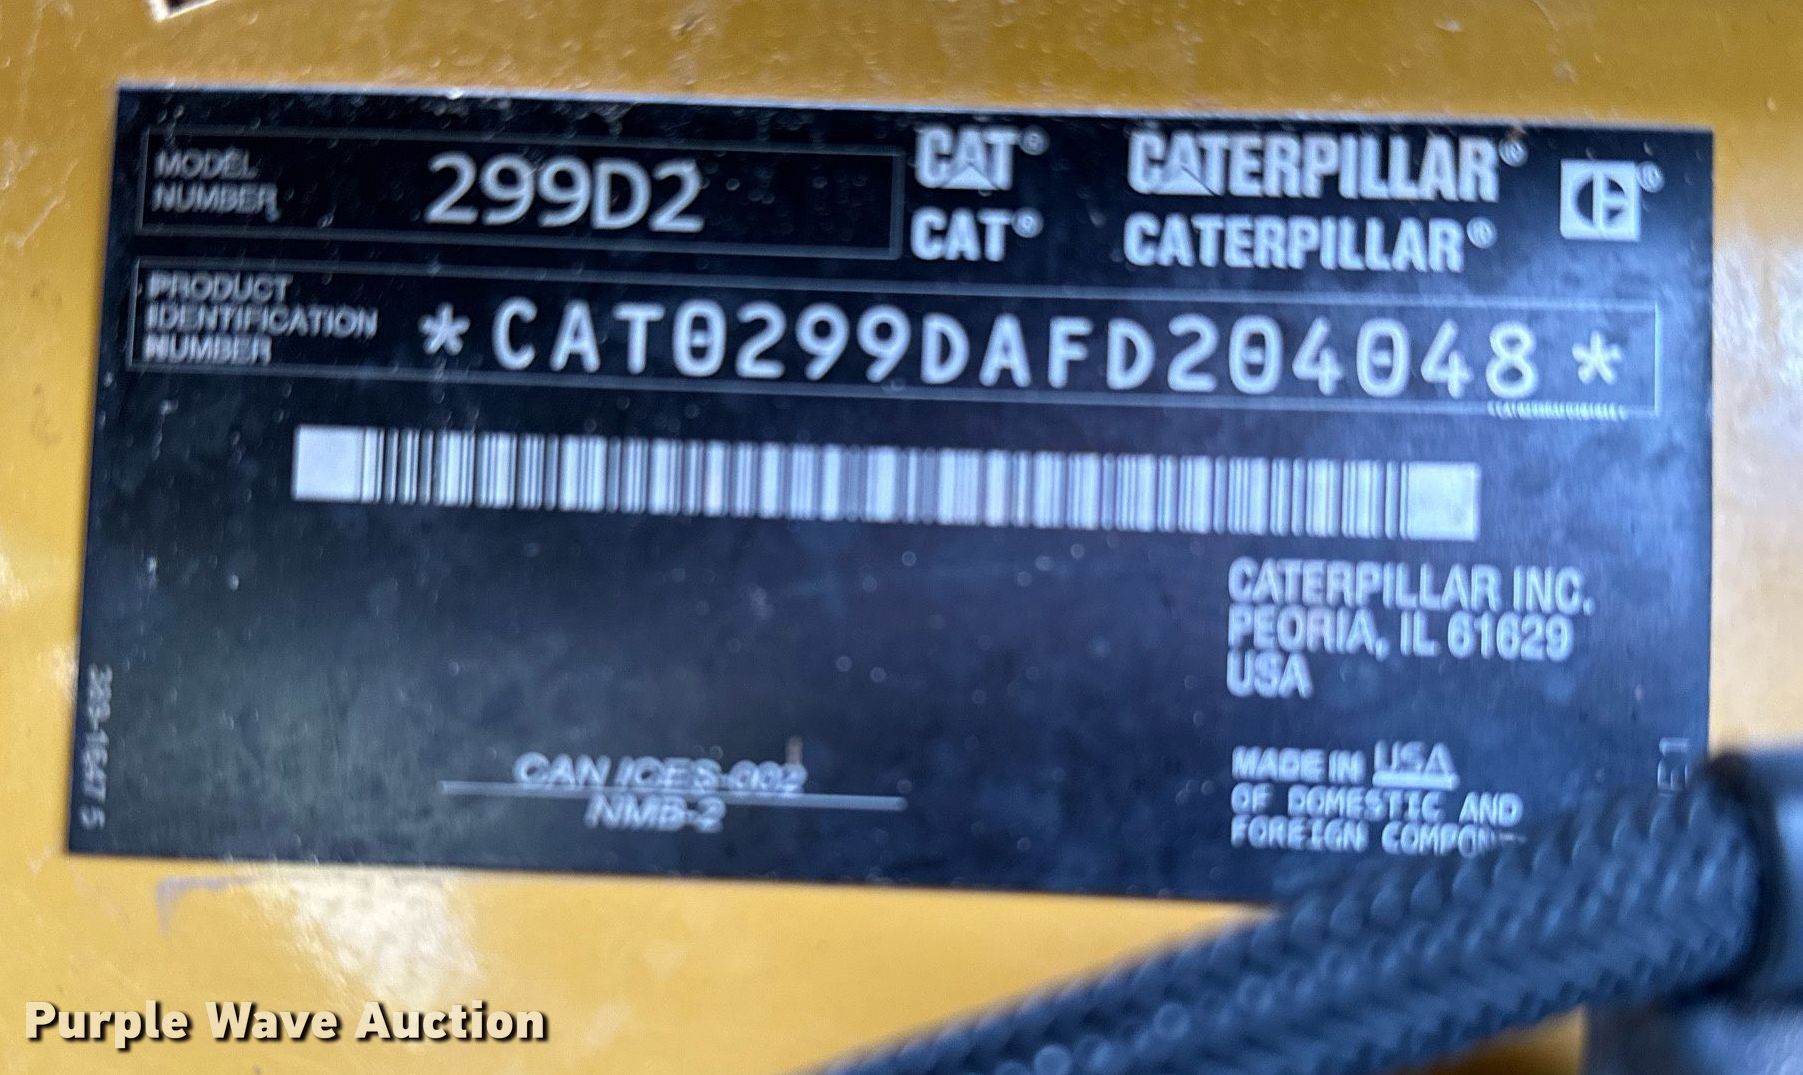 MODEL
NUMBER
299D2
CAT® CATERPILLAR®
CAT® CATERPILLAR®
PRODUCT
IDENTIFICATION
NUMBER
*CAT0299DAFD204048*
CATERPILLAR INC.
PEORIA, IL 61629
USA
CAN ICES-002
NMB-2
MADE IN USA
OF DOMESTIC AND
FOREIGN
Purple Wave Auction